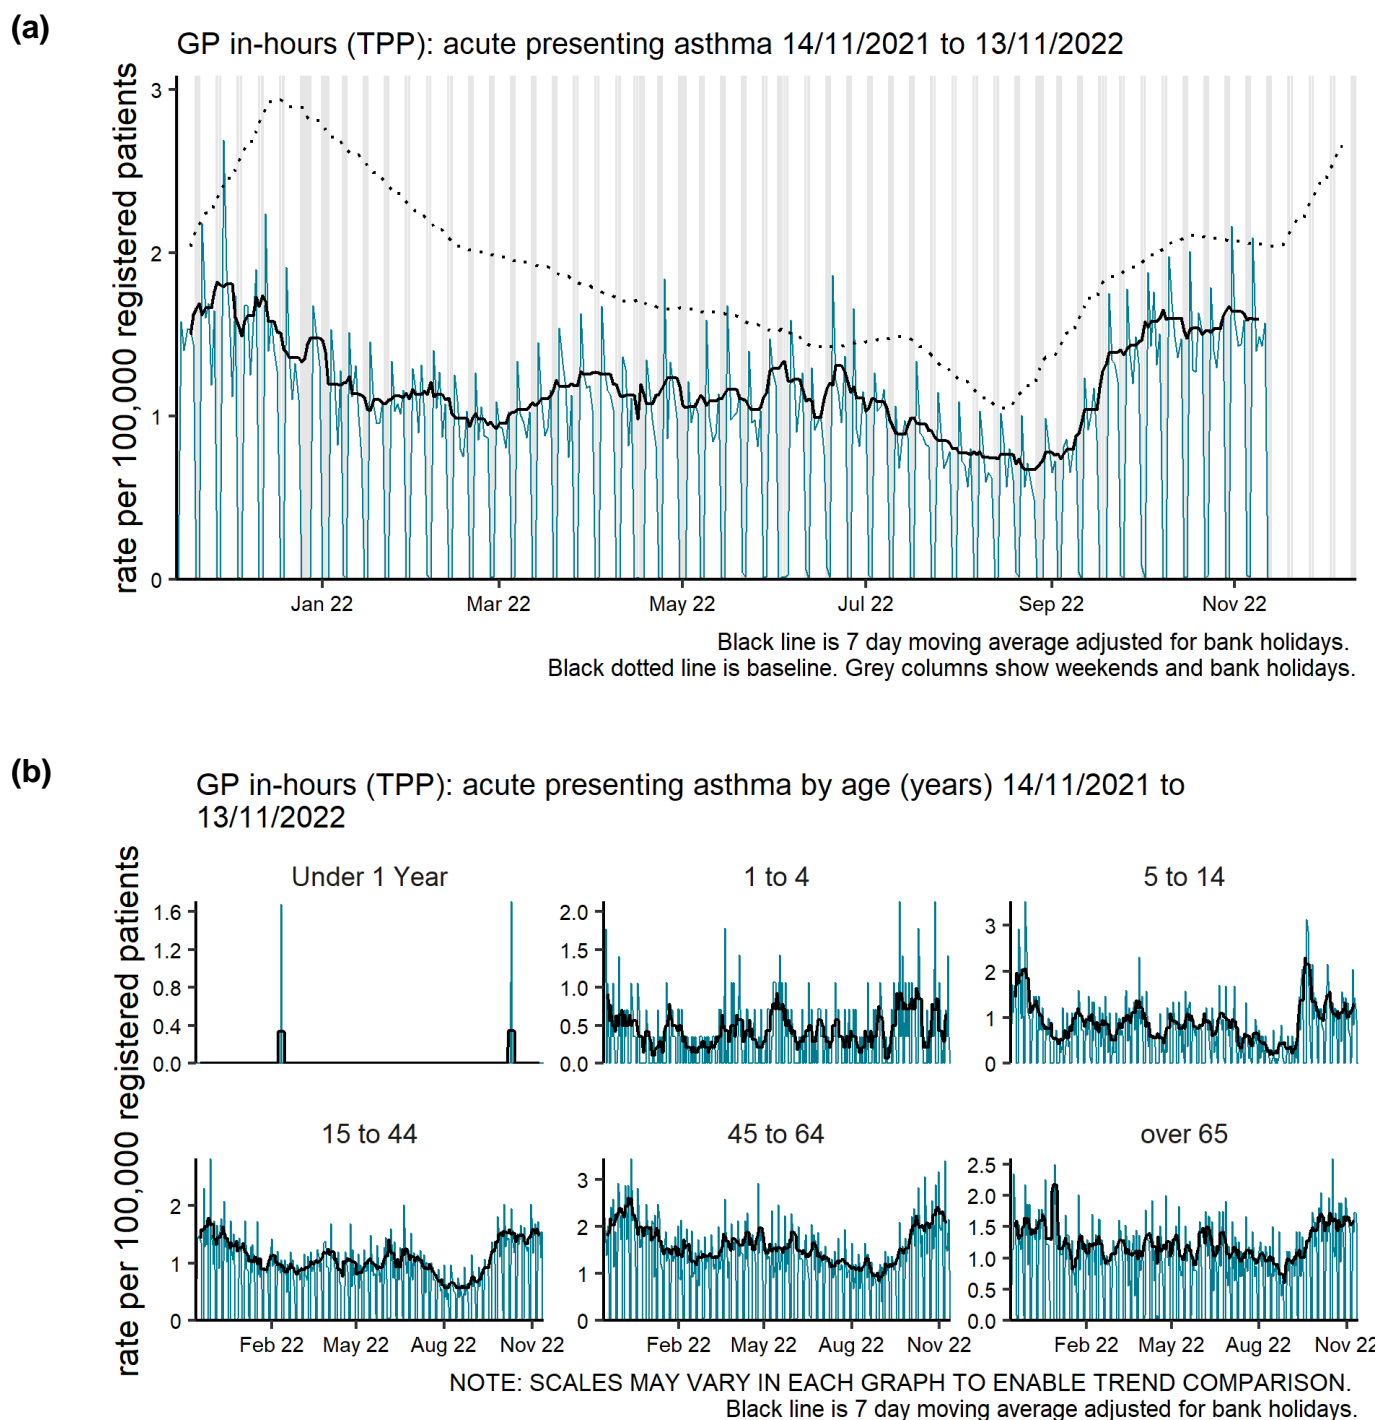 (a)
GP in-hours (TPP): acute presenting asthma 14/11/2021 to 13/11/2022
rate per 100,000 registered patients
3
2
1
0
Jan 22 Mar 22 May 22 Jul 22 Sep 22 Nov 22
Black line is 7 day moving average adjusted for bank holidays.
Black dotted line is baseline. Grey columns show weekends and bank holidays.
(b)
GP in-hours (TPP): acute presenting asthma by age (years) 14/11/2021 to
13/11/2022
rate per 100,000 registered patients
Under 1 Year
1.6
1.2
0.8
0.4
0.0
1 to 4
2.0
1.5
1.0
0.5
0.0
5 to 14
3
2
1
0
15 to 44
2
1
0
Feb 22 May 22 Aug 22 Nov 22
45 to 64
3
2
1
0
Feb 22 May 22 Aug 22 Nov 22
over 65
2.5
2.0
1.5
1.0
0.5
0.0
Feb 22 May 22 Aug 22 Nov 22
NOTE: SCALES MAY VARY IN EACH GRAPH TO ENABLE TREND COMPARISON.
Black line is 7 day moving average adjusted for bank holidays.